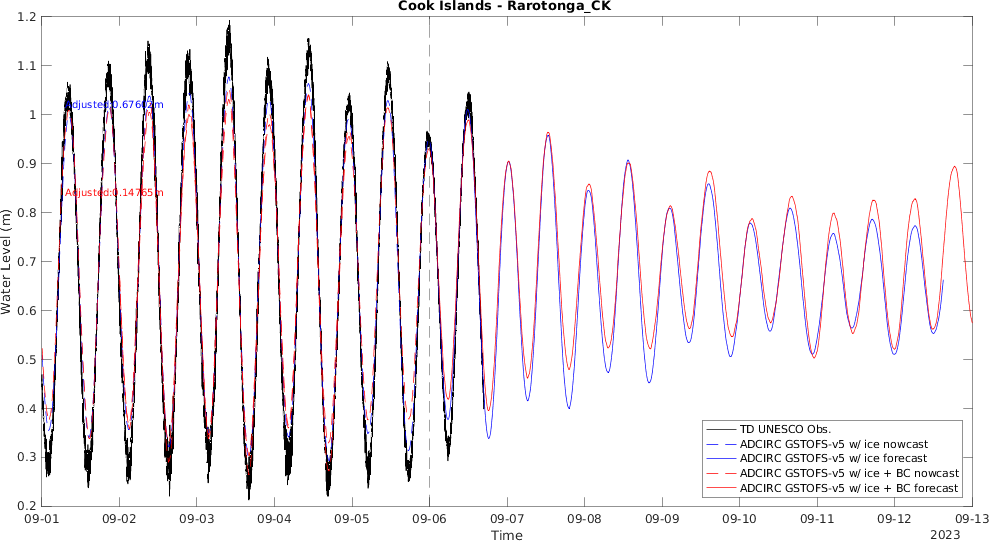 Cook Islands - Rarotonga_CK
1.2
1.1
1
0.9
0.8
0.7
0.6
0.5
0.4
0.3
0.2
Water Level (m)
Adjusted:0.67602m
Adjusted:0.14765m
TD UNESCO Obs.
ADCIRC GSTOFS-v5 w/ ice nowcast
ADCIRC GSTOFS-v5 w/ ice forecast
ADCIRC GSTOFS-v5 w/ ice + BC nowcast
ADCIRC GSTOFS-v5 w/ ice + BC forecast
09-01 09-02 09-03 09-04 09-05 09-06 09-07 09-08 09-09 09-10 09-11 09-12 09-13
Time
2023